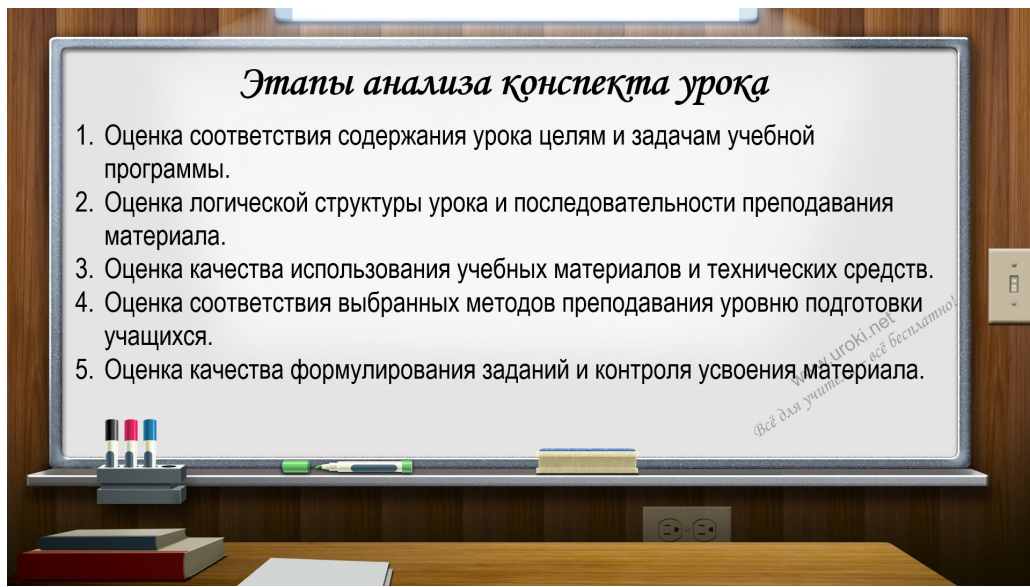 Этапы анализа конспекта урока
1. Оценка соответствия содержания урока целям и задачам учебной
программы.
2. Оценка логической структуры урока и последовательности преподавания
материала.
3. Оценка качества использования учебных материалов и технических средств.
4. Оценка соответствия выбранных методов преподавания уровню подготовки
учащихся.
5. Оценка качества формулирования заданий и контроля усвоения материала.
www.uroki.net
Всё для учителя всё бесплатно!